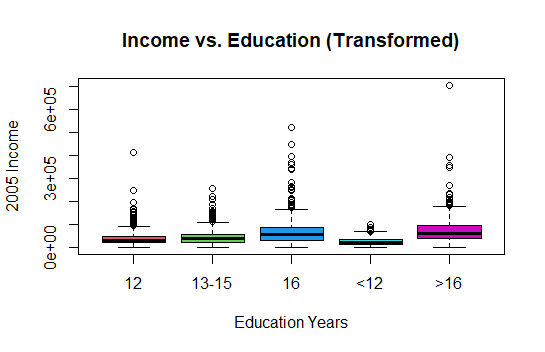 Income vs. Education (Transformed)
2005 Income
6e+05
3e+05
0e+00
12
13-15
16
<12
>16
Education Years